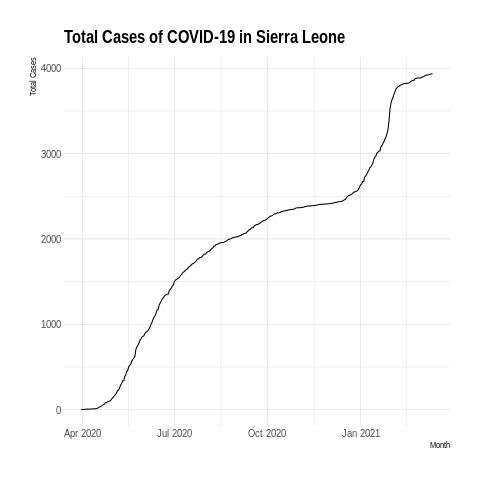 Total Cases of COVID-19 in Sierra Leone
Total Cases
4000
3000
2000
1000
0
Apr 2020 Jul 2020 Oct 2020 Jan 2021
Month